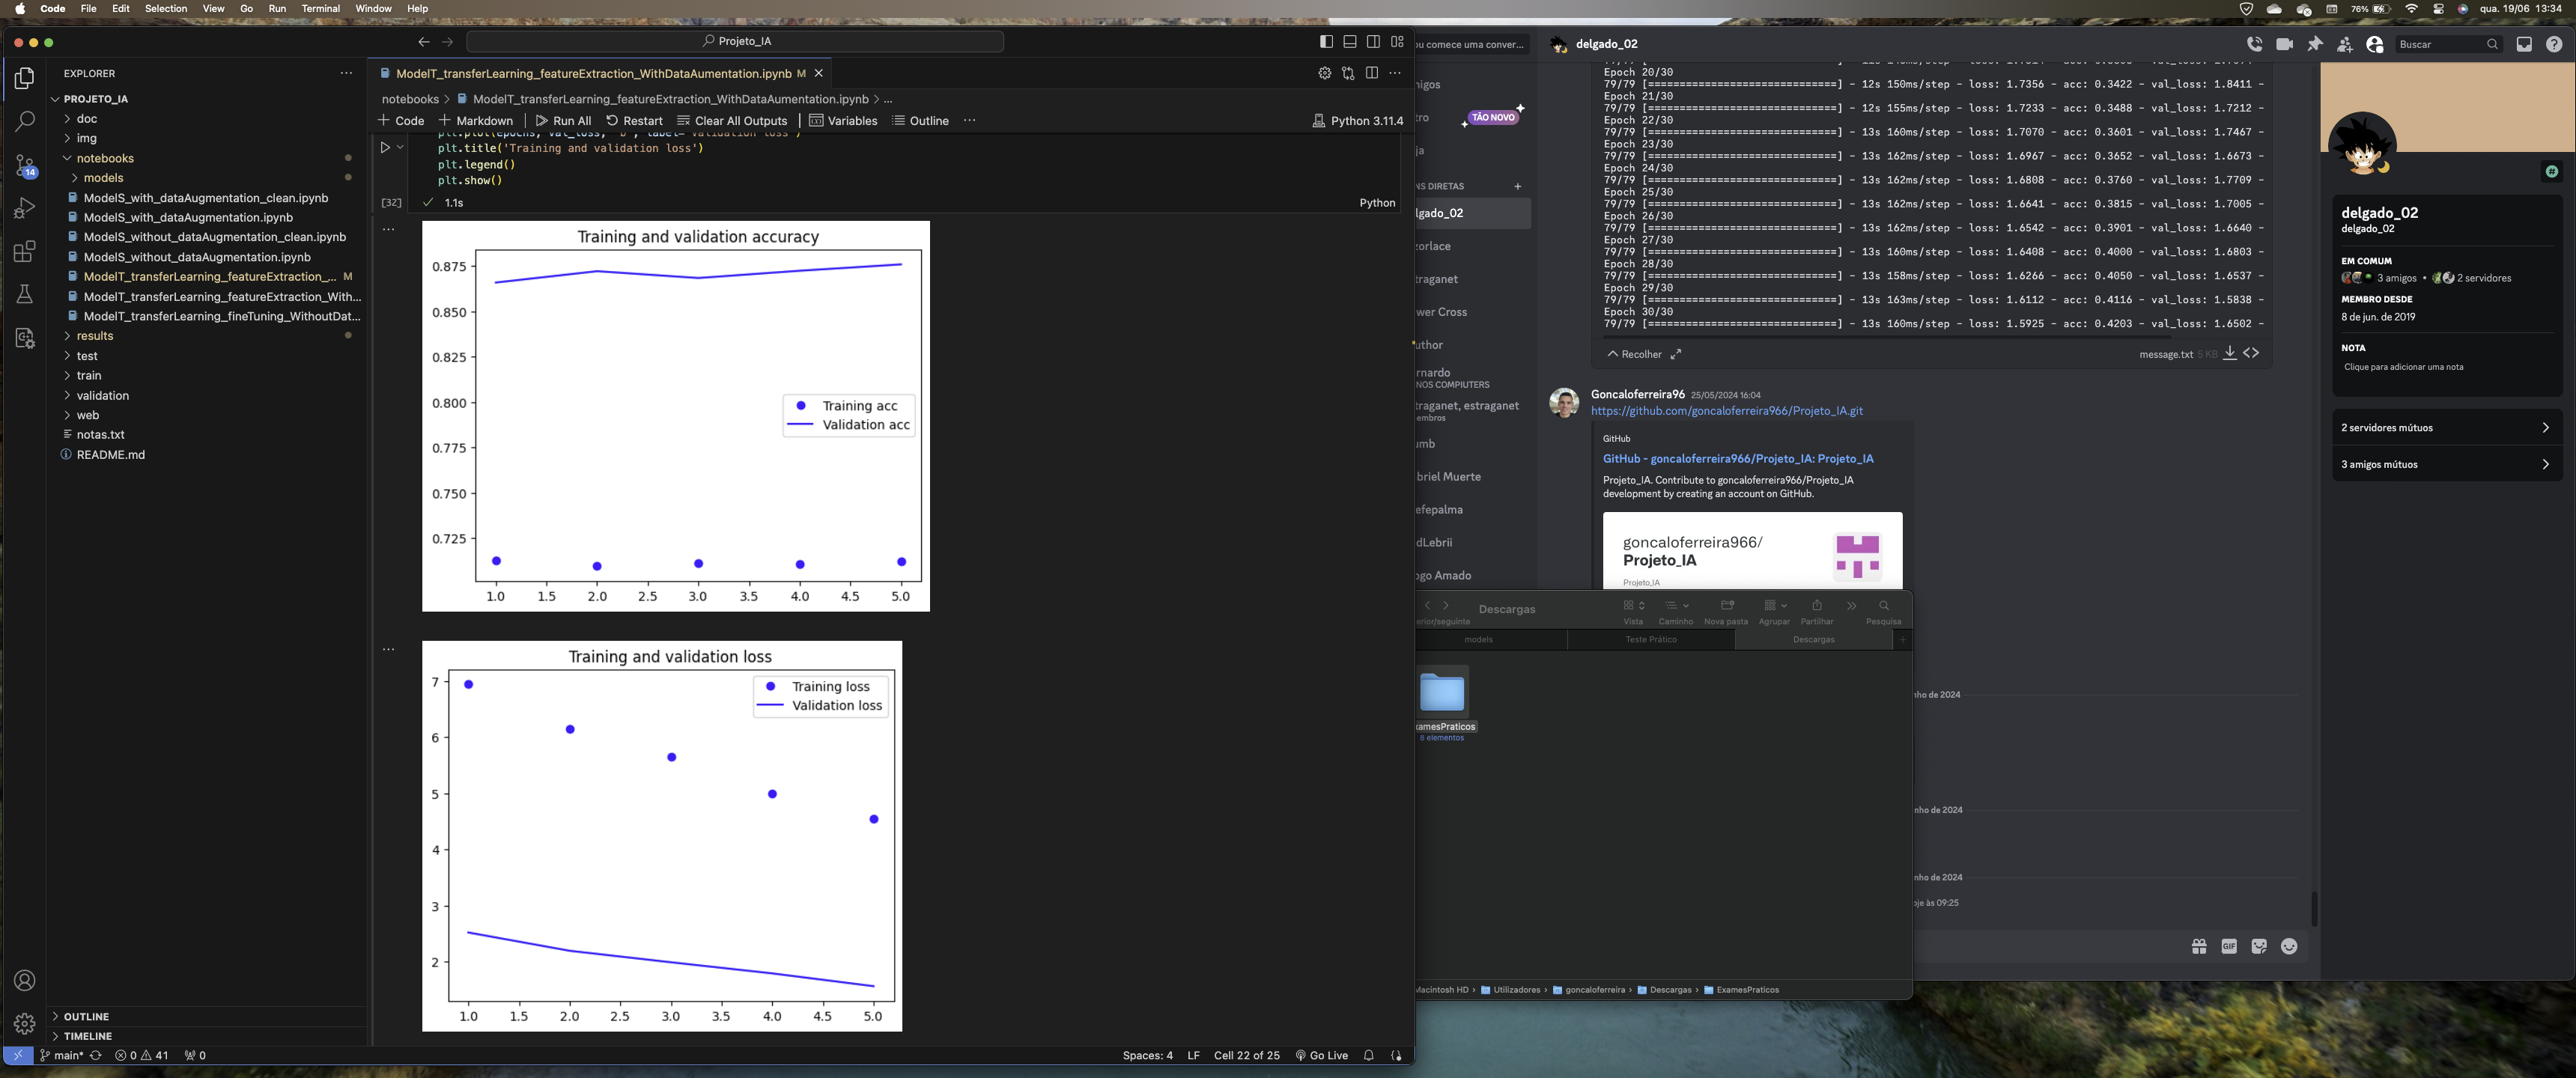 Code File Edit Selection View Go Run Terminal Window Help
76% qua. 19/06 13:34
Projeto_IA
EXPLORER
PROJETO_IA
doc
img
notebooks
models
ModelS_with_dataAugmentation_clean.ipynb
ModelS_with_dataAugmentation.ipynb
ModelS_without_dataAugmentation_clean.ipynb
ModelS_without_dataAugmentation.ipynb
ModelT_transferLearning_featureExtraction_... M
ModelT_transferLearning_featureExtraction_With...
ModelT_transferLearning_fineTuning_WithoutDat...
results
test
train
validation
web
notas.txt
README.md
14
OUTLINE
TIMELINE
ModelT_transferLearning_featureExtraction_WithDataAumentation.ipynb M
notebooks > ModelT_transferLearning_featureExtraction_WithDataAumentation.ipynb > ...
Code Markdown Run All Restart Clear All Outputs Variables Outline ... Python 3.11.4
plt.plot(epochs, val_loss, 'b', label='Validation loss')
plt.title('Training and validation loss')
plt.legend()
plt.show()
[32] 1.1s Python
Training and validation accuracy
0.875
0.850
0.825
0.800
0.775
0.750
0.725
Training acc
Validation acc
1.0 1.5 2.0 2.5 3.0 3.5 4.0 4.5 5.0
Training and validation loss
7
6
5
4
3
2
Training loss
Validation loss
1.0 1.5 2.0 2.5 3.0 3.5 4.0 4.5 5.0
main* 0 41 0 Spaces: 4 LF Cell 22 of 25 Go Live
ou comece uma conver...
migos
tro TÃO NOVO
ja
NS DIRETAS +
lgado_02
zorlace
traganet
wer Cross
uthor
rnardo
NOS COMPIUTERS
traganet, estraganet
embros
umb
briel Muerte
efepalma
dLebrii
ogo Amado
delgado_02
Buscar
Epoch 20/30
79/79 [==============================] - 12s 150ms/step - loss: 1.7356 - acc: 0.3422 - val_loss: 1.8411 -
Epoch 21/30
79/79 [==============================] - 12s 155ms/step - loss: 1.7233 - acc: 0.3488 - val_loss: 1.7212 -
Epoch 22/30
79/79 [==============================] - 13s 160ms/step - loss: 1.7070 - acc: 0.3601 - val_loss: 1.7467 -
Epoch 23/30
79/79 [==============================] - 13s 162ms/step - loss: 1.6967 - acc: 0.3652 - val_loss: 1.6673 -
Epoch 24/30
79/79 [==============================] - 13s 162ms/step - loss: 1.6808 - acc: 0.3760 - val_loss: 1.7709 -
Epoch 25/30
79/79 [==============================] - 13s 162ms/step - loss: 1.6641 - acc: 0.3815 - val_loss: 1.7005 -
Epoch 26/30
79/79 [==============================] - 13s 162ms/step - loss: 1.6542 - acc: 0.3901 - val_loss: 1.6640 -
Epoch 27/30
79/79 [==============================] - 13s 160ms/step - loss: 1.6408 - acc: 0.4000 - val_loss: 1.6803 -
Epoch 28/30
79/79 [==============================] - 13s 158ms/step - loss: 1.6266 - acc: 0.4050 - val_loss: 1.6537 -
Epoch 29/30
79/79 [==============================] - 13s 163ms/step - loss: 1.6112 - acc: 0.4116 - val_loss: 1.5838 -
Epoch 30/30
79/79 [==============================] - 13s 160ms/step - loss: 1.5925 - acc: 0.4203 - val_loss: 1.6502 -
Recolher message.txt 5 KB
Goncaloferreira96 25/05/2024 16:04
https://github.com/goncaloferreira966/Projeto_IA.git
GitHub
GitHub - goncaloferreira966/Projeto_IA: Projeto_IA
Projeto_IA. Contribute to goncaloferreira966/Projeto_IA
development by creating an account on GitHub.
goncaloferreira966/
Projeto_IA
Projeto_IA
nho de 2024
nho de 2024
nho de 2024
oje às 09:25
GIF
Descargas
erior/seguinte Vista Caminho Nova pasta Agrupar Partilhar Pesquisa
models Teste Prático Descargas
xamesPraticos
8 elementos
Macintosh HD > Utilizadores > goncaloferreira > Descargas > ExamesPraticos
delgado_02
delgado_02
EM COMUM
3 amigos • 2 servidores
MEMBRO DESDE
8 de jun. de 2019
NOTA
Clique para adicionar uma nota
2 servidores mútuos
3 amigos mútuos